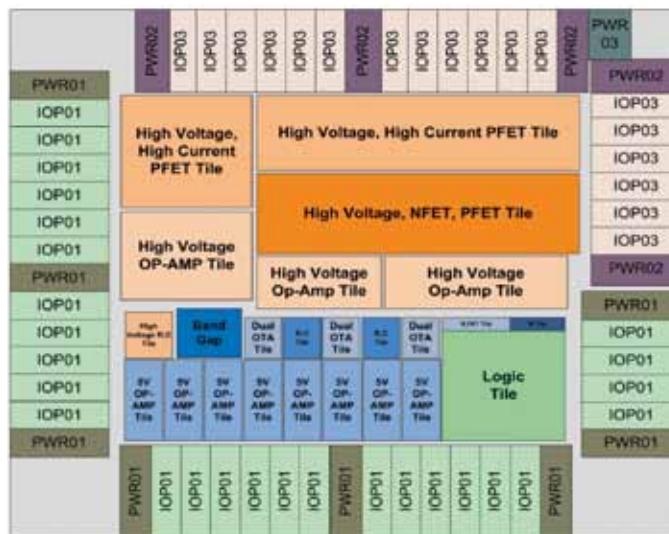 PWR02
IOP03
IOP03
IOP03
IOP03
IOP03
IOP03
IOP03
PWR02
IOP03
IOP03
IOP03
IOP03
IOP03
IOP03
IOP03
PWR02
PWR
03
PWR01
IOP01
IOP01
IOP01
IOP01
IOP01
IOP01
PWR01
IOP01
IOP01
IOP01
IOP01
IOP01
PWR01
High Voltage,
High Current
PFET Tile
High Voltage, High Current PFET Tile
High Voltage, NFET, PFET Tile
High Voltage
OP-AMP Tile
High Voltage
Op-Amp Tile
High Voltage
Op-Amp Tile
High
Voltage R,C
Tile
Band
Gap
Dual
OTA
Tile
R,C
Tile
Dual
OTA
Tile
R,C
Tile
Dual
OTA
Tile
5V
OP-
AMP
Tile
5V
OP-
AMP
Tile
5V
OP-
AMP
Tile
5V
OP-
AMP
Tile
5V
OP-
AMP
Tile
5V
OP-
AMP
Tile
5V
OP-
AMP
Tile
5V
OP-
AMP
Tile
Logic
Tile
PWR02
IOP03
IOP03
IOP03
IOP03
IOP03
IOP03
PWR02
PWR01
IOP01
IOP01
IOP01
IOP01
PWR01
PWR01
IOP01
IOP01
IOP01
IOP01
IOP01
IOP01
IOP01
PWR01
IOP01
IOP01
IOP01
IOP01
IOP01
IOP01
IOP01
PWR01